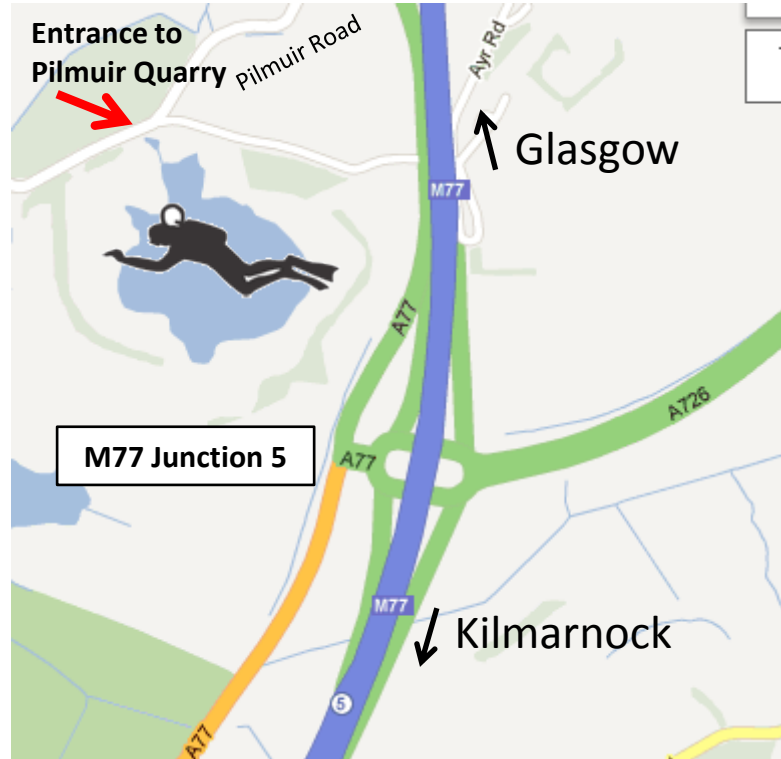 Entrance to
Pilmuir Quarry
Pilmuir Road
Ayr Rd
Glasgow
M77
A77
A726
M77 Junction 5
A77
M77
Kilmarnock
5
A77